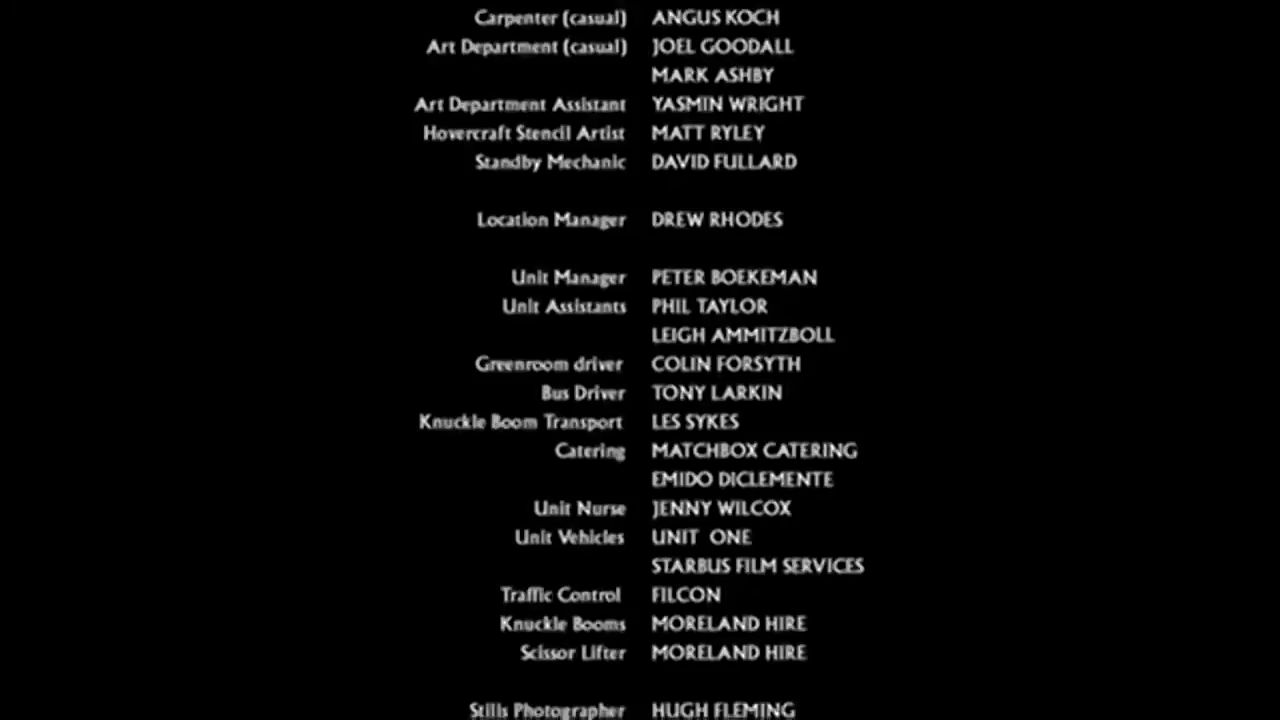 Carpenter (casual) ANGUS KOCH
Art Department (casual) JOEL GOODALL
MARK ASHBY
Art Department Assistant YASMIN WRIGHT
Hovercraft Stencil Artist MATT RYLEY
Standby Mechanic DAVID FULLARD
Location Manager DREW RHODES
Unit Manager PETER BOEKEMAN
Unit Assistants PHIL TAYLOR
LEIGH AMMITZBOLL
Greenroom driver COLIN FORSYTH
Bus Driver TONY LARKIN
Knuckle Boom Transport LES SYKES
Catering MATCHBOX CATERING
EMIDO DICLEMENTE
Unit Nurse JENNY WILCOX
Unit Vehicles UNIT ONE
STARBUS FILM SERVICES
Traffic Control FILCON
Knuckle Booms MORELAND HIRE
Scissor Lifter MORELAND HIRE
Stills Photographer HUGH FLEMING